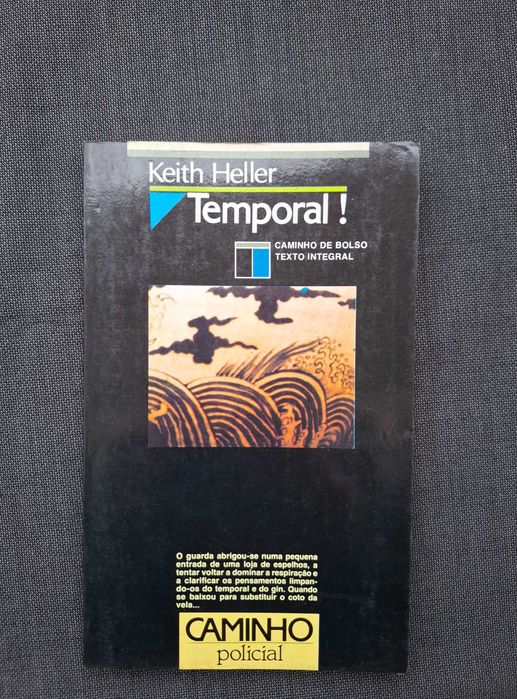 Keith Heller
Temporal !
CAMINHO DE BOLSO
TEXTO INTEGRAL
O guarda abrigou-se numa pequena
entrada de uma loja de espelhos, a
tentar voltar a dominar a respiração e
a clarificar os pensamentos limpan-
do-os do temporal e do gin. Quando
se baixou para substituir o coto da
vela...
CAMINHO
policial